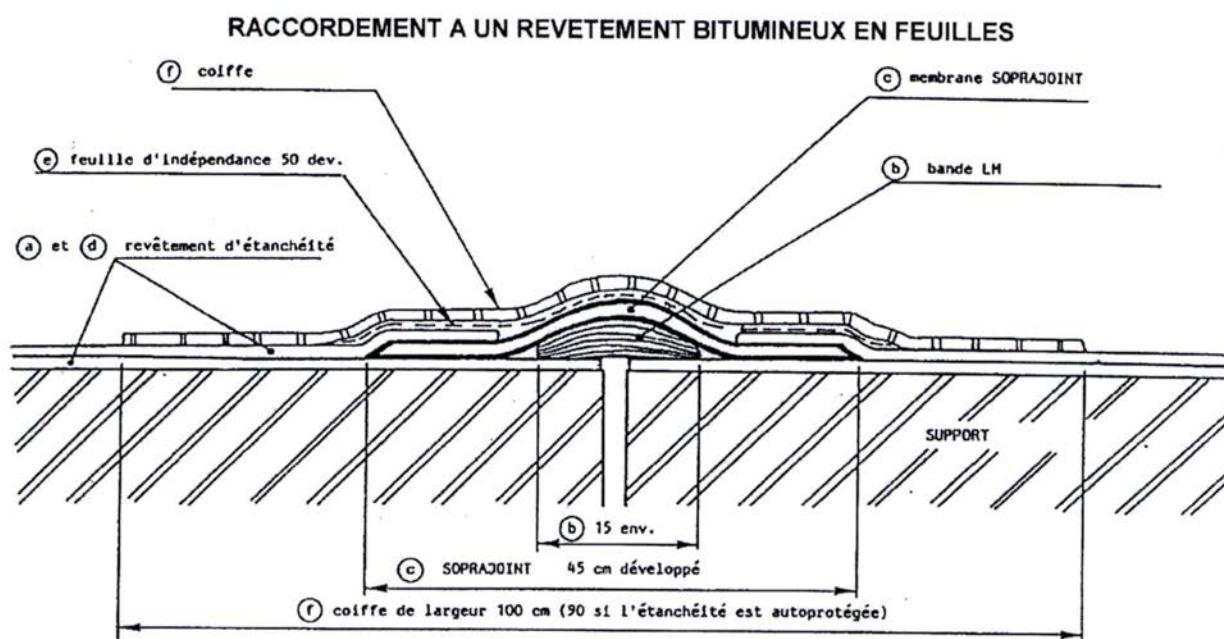 RACCORDEMENT A UN REVETEMENT BITUMINEUX EN FEUILLES
f coiffe
c membrane SOPRAJOINT
e feuille d'indépendance 50 dev.
b bande LM
a et d revêtement d'étanchéité
SUPPORT
b 15 env.
c SOPRAJOINT 45 cm développé
f coiffe de largeur 100 cm (90 si l'étanchéité est autoprotégée)